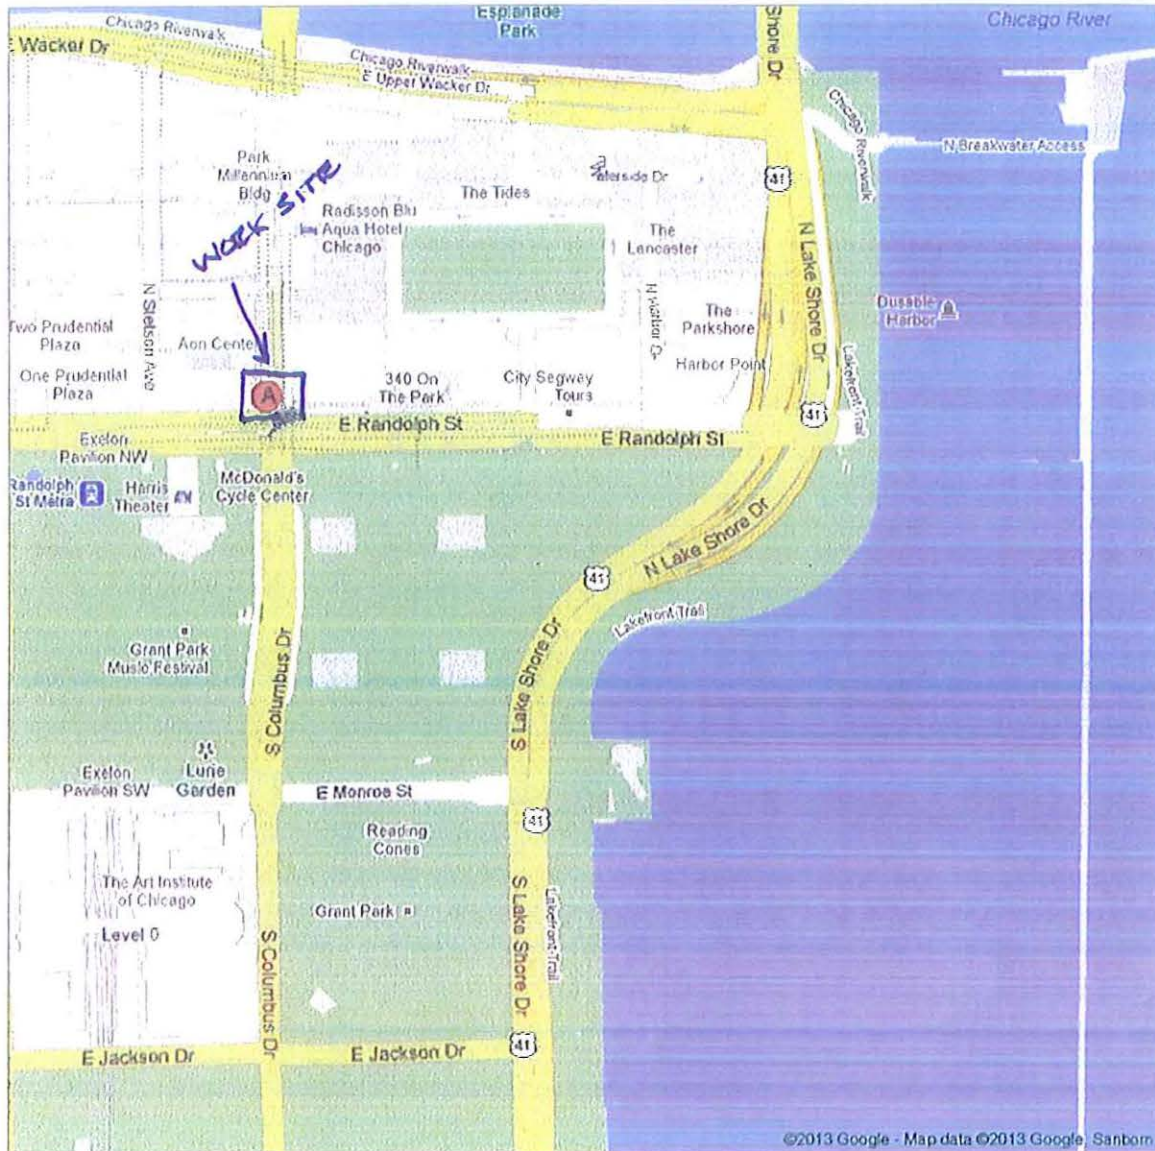 Esplanade
Park
Chicago River
Chicago Riverwalk
E Wacker Dr
Chicago Riverwalk
E Upper Wacker Dr
Shore Dr
Chicago Riverwalk
N Breakwater Access
Park
Millennium
Bldg
WORK SITE
Radisson Blu
Aqua Hotel
Chicago
The Tides
aterside Dr
41
The
Lancaster
N Lake Shore Dr
N Stetson Ave
N Harbor Ct
The
Parkshore
Dusable
Harbor
Two Prudential
Plaza
Aon Center
Harbor Point
Lakefront Trail
One Prudential
Plaza
A
340 On
The Park
City Segway
Tours
41
E Randolph St
E Randolph St
Exelon
Pavilion NW
Randolph
St Metra
Harris
Theater
McDonald's
Cycle Center
N Lake Shore Dr
41
Lakefront Trail
Grant Park
Music Festival
S Columbus Dr
S Lake Shore Dr
Exelon
Pavilion SW
Lurie
Garden
E Monroe St
41
Reading
Cones
The Art Institute
of Chicago
Level 0
Grant Park
S Lake Shore Dr
Lakefront Trail
S Columbus Dr
E Jackson Dr
E Jackson Dr
41
©2013 Google - Map data ©2013 Google, Sanborn